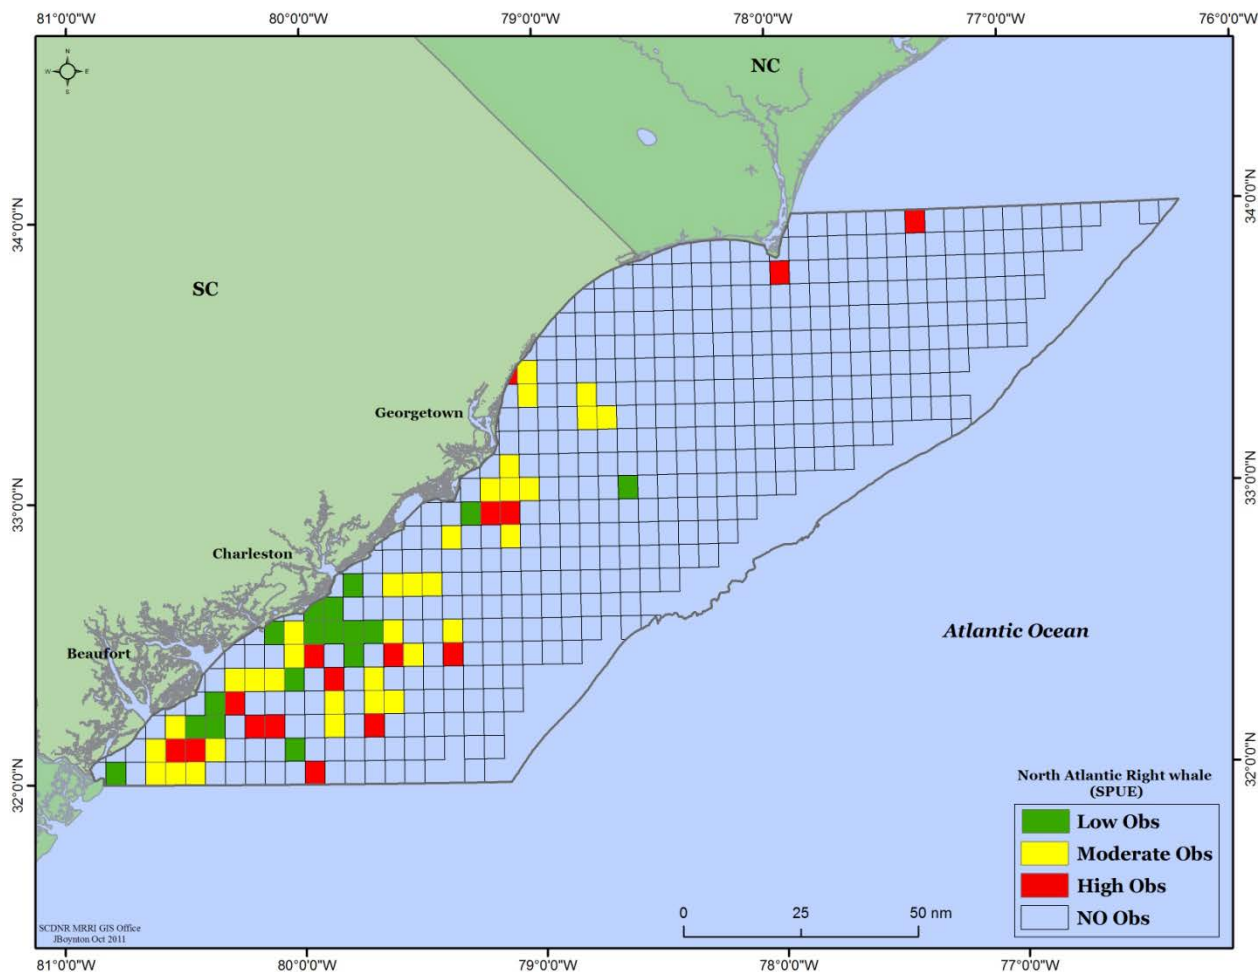 81°0'0"W
80°0'0"W
79°0'0"W
78°0'0"W
77°0'0"W
76°0'0"W
N
W
E
S
NC
34°0'0"N
34°0'0"N
SC
Georgetown
33°0'0"N
33°0'0"N
Charleston
Atlantic Ocean
Beaufort
32°0'0"N
32°0'0"N
North Atlantic Right whale
(SPUE)
Low Obs
Moderate Obs
High Obs
NO Obs
0 25 50 nm
SCDNR MRRI GIS Office
JBoynton Oct 2011
81°0'0"W
80°0'0"W
79°0'0"W
78°0'0"W
77°0'0"W